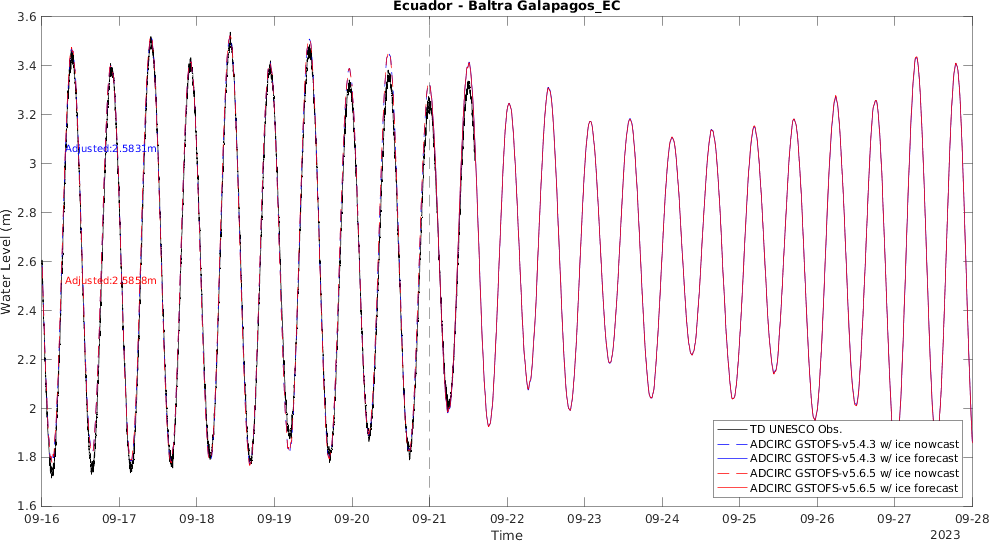 Ecuador - Baltra Galapagos_EC
Water Level (m)
3.6
3.4
3.2
3
2.8
2.6
2.4
2.2
2
1.8
1.6
Adjusted:2.5831m
Adjusted:2.5858m
TD UNESCO Obs.
ADCIRC GSTOFS-v5.4.3 w/ ice nowcast
ADCIRC GSTOFS-v5.4.3 w/ ice forecast
ADCIRC GSTOFS-v5.6.5 w/ ice nowcast
ADCIRC GSTOFS-v5.6.5 w/ ice forecast
09-16 09-17 09-18 09-19 09-20 09-21 09-22 09-23 09-24 09-25 09-26 09-27 09-28
Time
2023